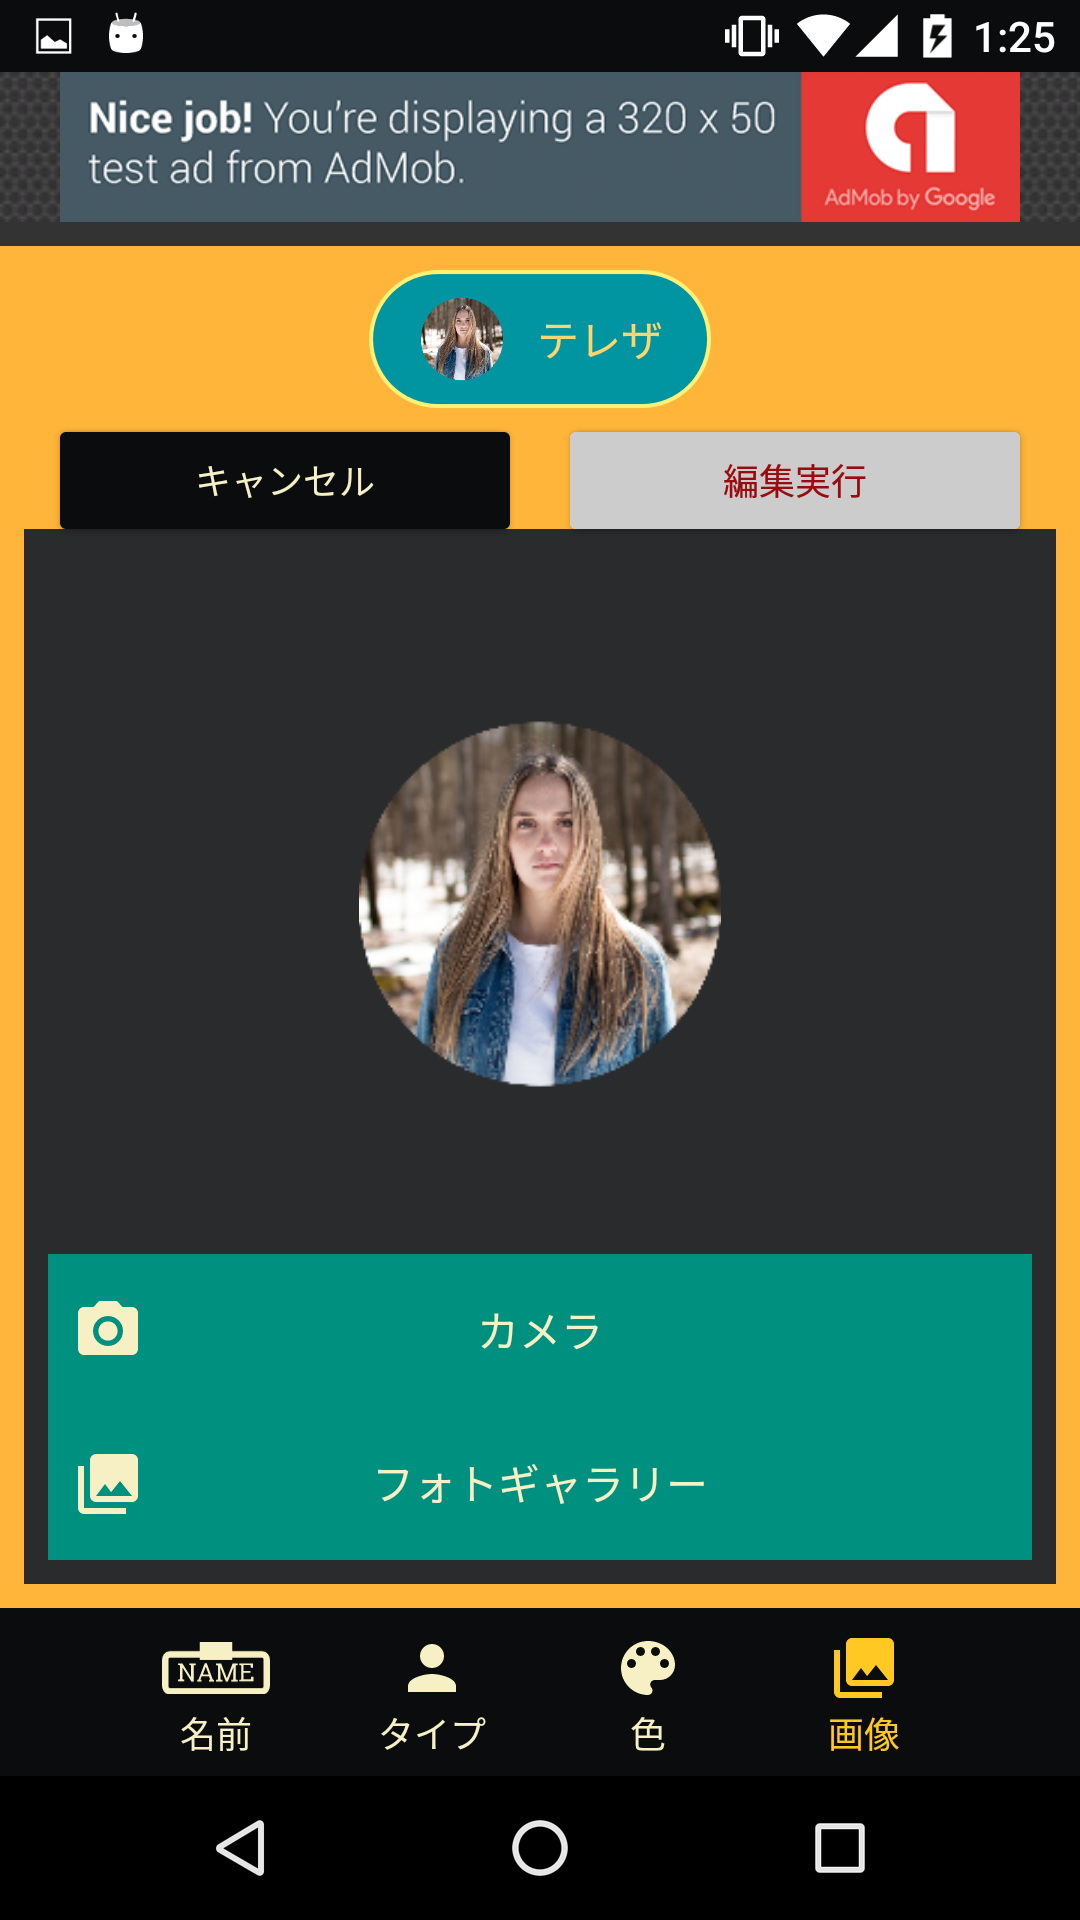 1:25
Nice job! You're displaying a 320 x 50
test ad from AdMob.
AdMob by Google
テレザ
キャンセル
編集実行
カメラ
フォトギャラリー
NAME
名前
タイプ
色
画像